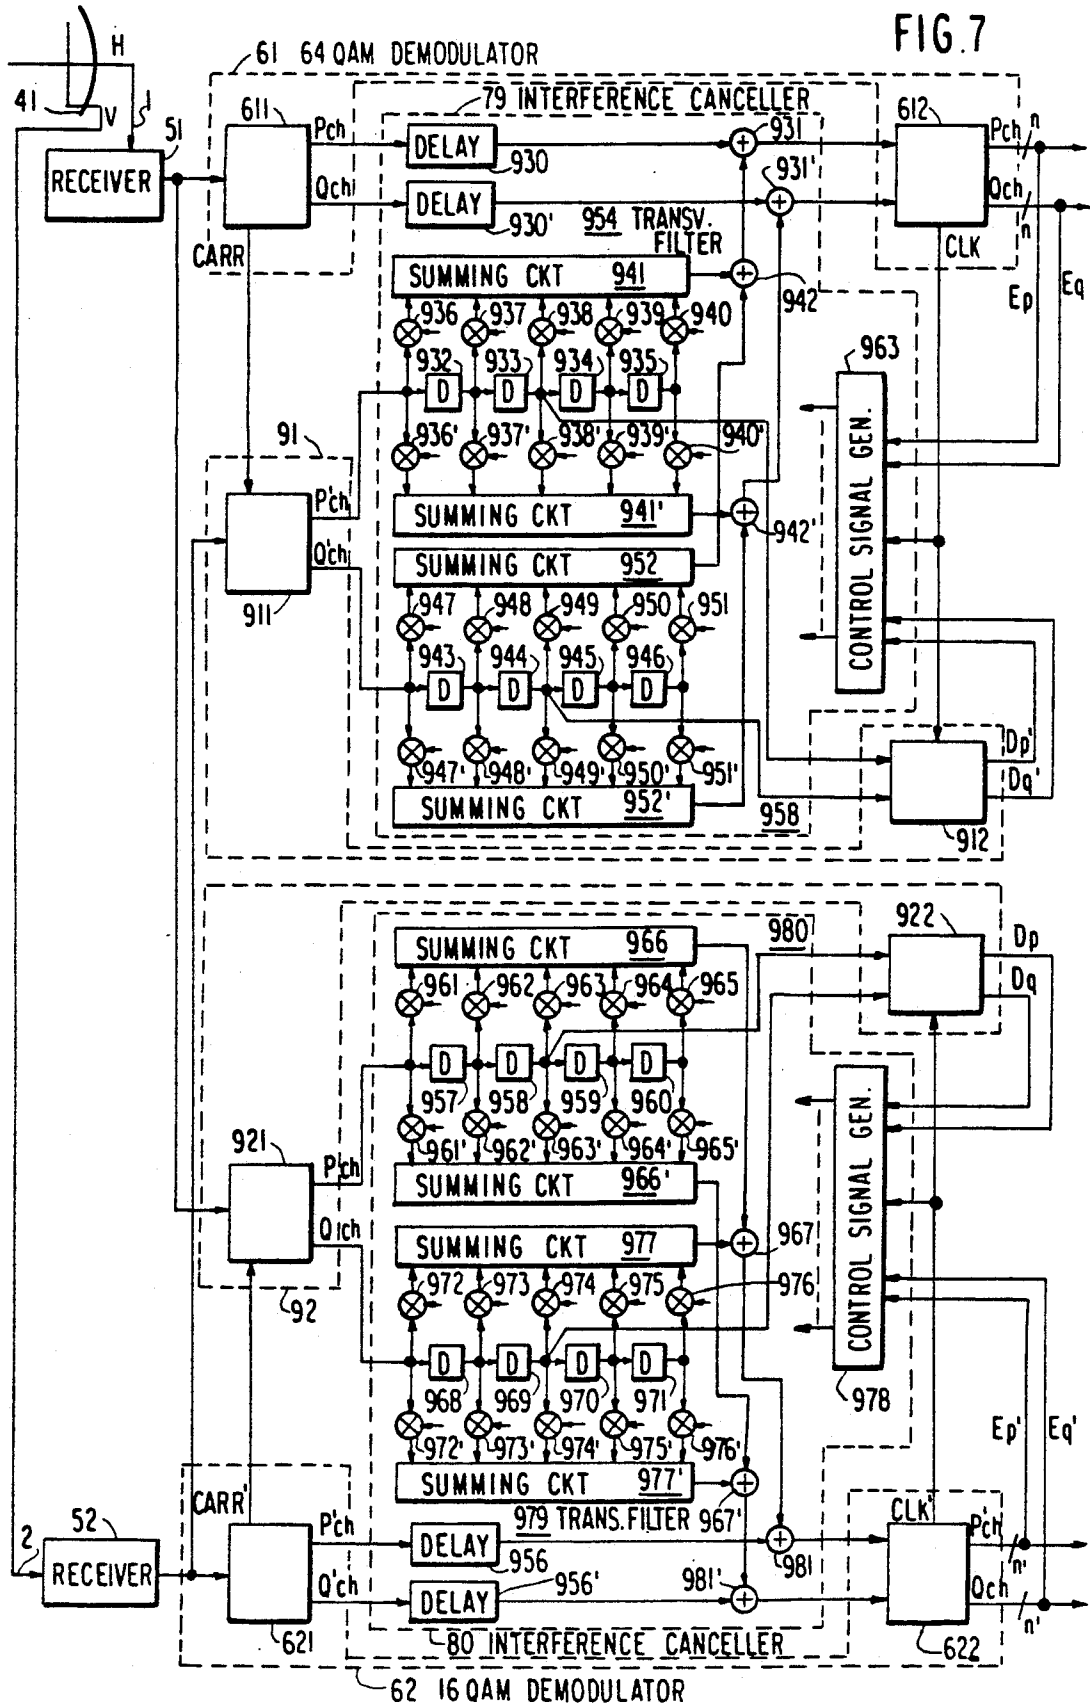 FIG.7
61 64 QAM DEMODULATOR
H
41
V
1
51
RECEIVER
611
Pch
Qch
CARR
79 INTERFERENCE CANCELLER
DELAY
930
DELAY
930'
931
931'
612
Pch
n
Qch
n
CLK
Ep
Eq
954 TRANSV.
FILTER
SUMMING CKT 941
942
936 937 938 939 940
932 933 934 935
D D D D
936' 937' 938' 939' 940'
SUMMING CKT 941'
942'
963
CONTROL SIGNAL GEN.
91
P'ch
Q'ch
911
SUMMING CKT 952
947 948 949 950 951
943 944 945 946
D D D D
947' 948' 949' 950' 951'
SUMMING CKT 952'
958
Dp'
Dq'
912
SUMMING CKT 966
980
922
Dp
Dq
961 962 963 964 965
D D D D
957 958 959 960
961' 962' 963' 964' 965'
SUMMING CKT 966'
921
Pch
Qch
92
SUMMING CKT 977
967
972 973 974 975 976
D D D D
968 969 970 971
972' 973' 974' 975' 976'
SUMMING CKT 977'
967'
CONTROL SIGNAL GEN.
978
Ep'
Eq'
CARR'
979 TRANS.FILTER
52
2
RECEIVER
P'ch
Q'ch
621
DELAY
956
DELAY
956'
981
981'
CLK'
P'ch
n'
Qch
n'
622
80 INTERFERENCE CANCELLER
62 16 QAM DEMODULATOR